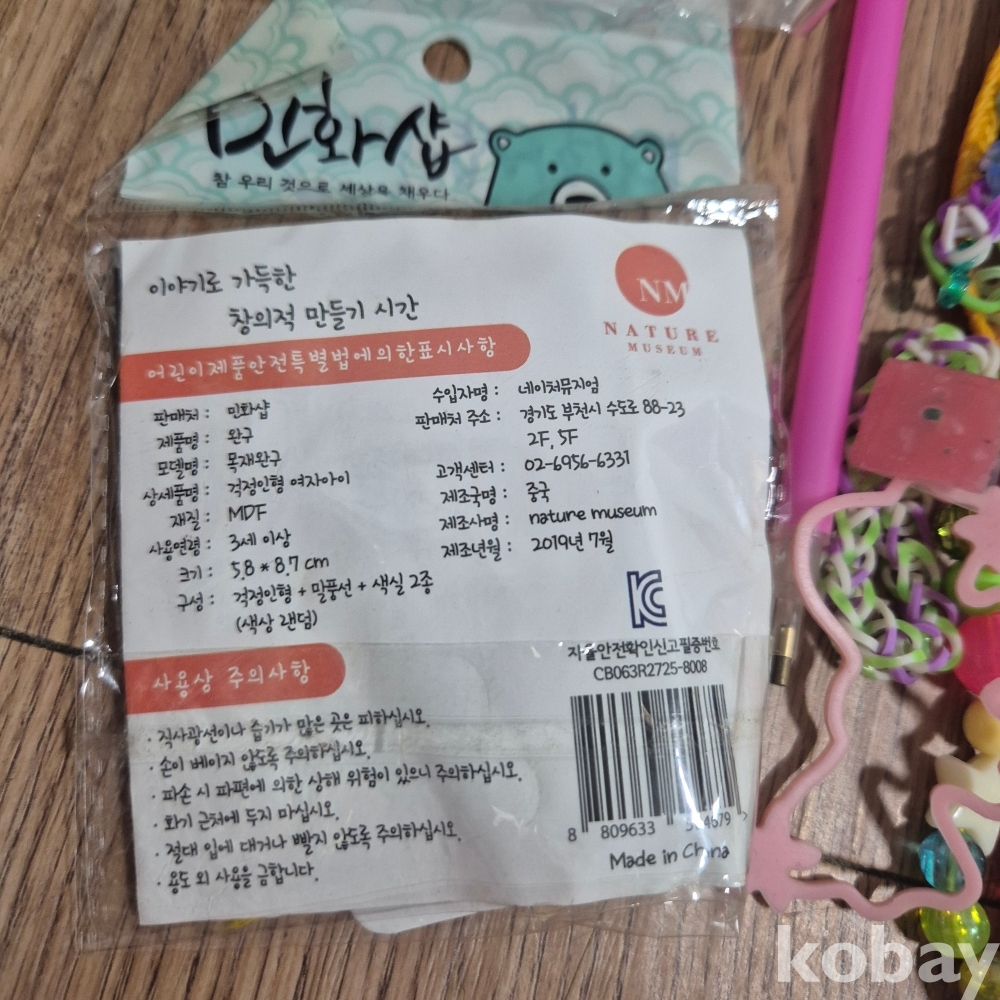 민화샵
참 우리 것으로 세상을 채우다
이야기로 가득한
창의적 만들기 시간
NM
NATURE
MUSEUM
어린이제품안전특별법에의한표시사항
판매처 : 민화샵
제품명 : 완구
모델명 : 목재완구
상세품명 : 걱정인형 여자아이
재질 : MDF
사용연령 : 3세 이상
크기 : 5.8 * 8.7 cm
구성 : 걱정인형 + 말풍선 + 색실 2종
(색상 랜덤)
수입자명 : 네이처뮤지엄
판매처 주소 : 경기도 부천시 수도로 88-23
2F, 5F
고객센터 : 02-6956-6331
제조국명 : 중국
제조사명 : nature museum
제조년월 : 2019년 7월
KC
자율안전확인신고필증번호
CB063R2725-8008
사용상 주의사항
· 직사광선이나 습기가 많은 곳은 피하십시오.
· 손이 베이지 않도록 주의하십시오.
· 파손 시 파편에 의한 상해 위험이 있으니 주의하십시오.
· 화기 근처에 두지 마십시오.
· 절대 입에 대거나 빨지 않도록 주의하십시오.
· 용도 외 사용을 금합니다.
8 809633
Made in China
kobay